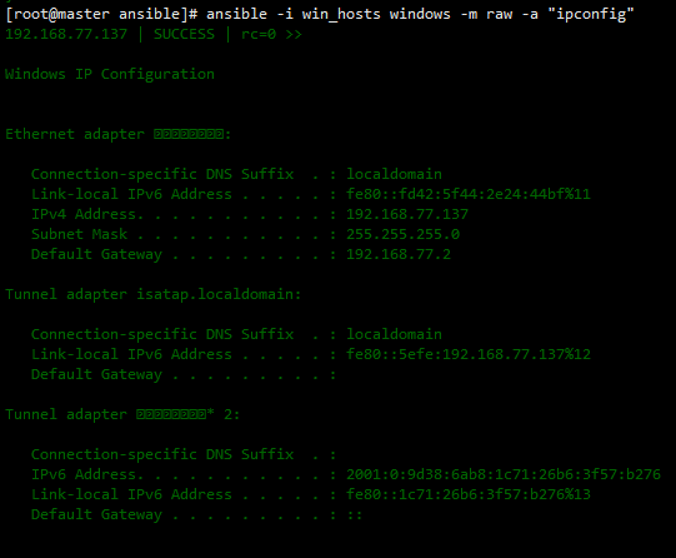 [root@master ansible]# ansible -i win_hosts windows -m raw -a "ipconfig"
192.168.77.137 | SUCCESS | rc=0 >>
Windows IP Configuration
Ethernet adapter :
Connection-specific DNS Suffix . : localdomain
Link-local IPv6 Address . . . . . : fe80::fd42:5f44:2e24:44bf%11
IPv4 Address. . . . . . . . . . . : 192.168.77.137
Subnet Mask . . . . . . . . . . . : 255.255.255.0
Default Gateway . . . . . . . . . : 192.168.77.2
Tunnel adapter isatap.localdomain:
Connection-specific DNS Suffix . : localdomain
Link-local IPv6 Address . . . . . : fe80::5efe:192.168.77.137%12
Default Gateway . . . . . . . . . :
Tunnel adapter * 2:
Connection-specific DNS Suffix . :
IPv6 Address. . . . . . . . . . . : 2001:0:9d38:6ab8:1c71:26b6:3f57:b276
Link-local IPv6 Address . . . . . : fe80::1c71:26b6:3f57:b276%13
Default Gateway . . . . . . . . . : ::